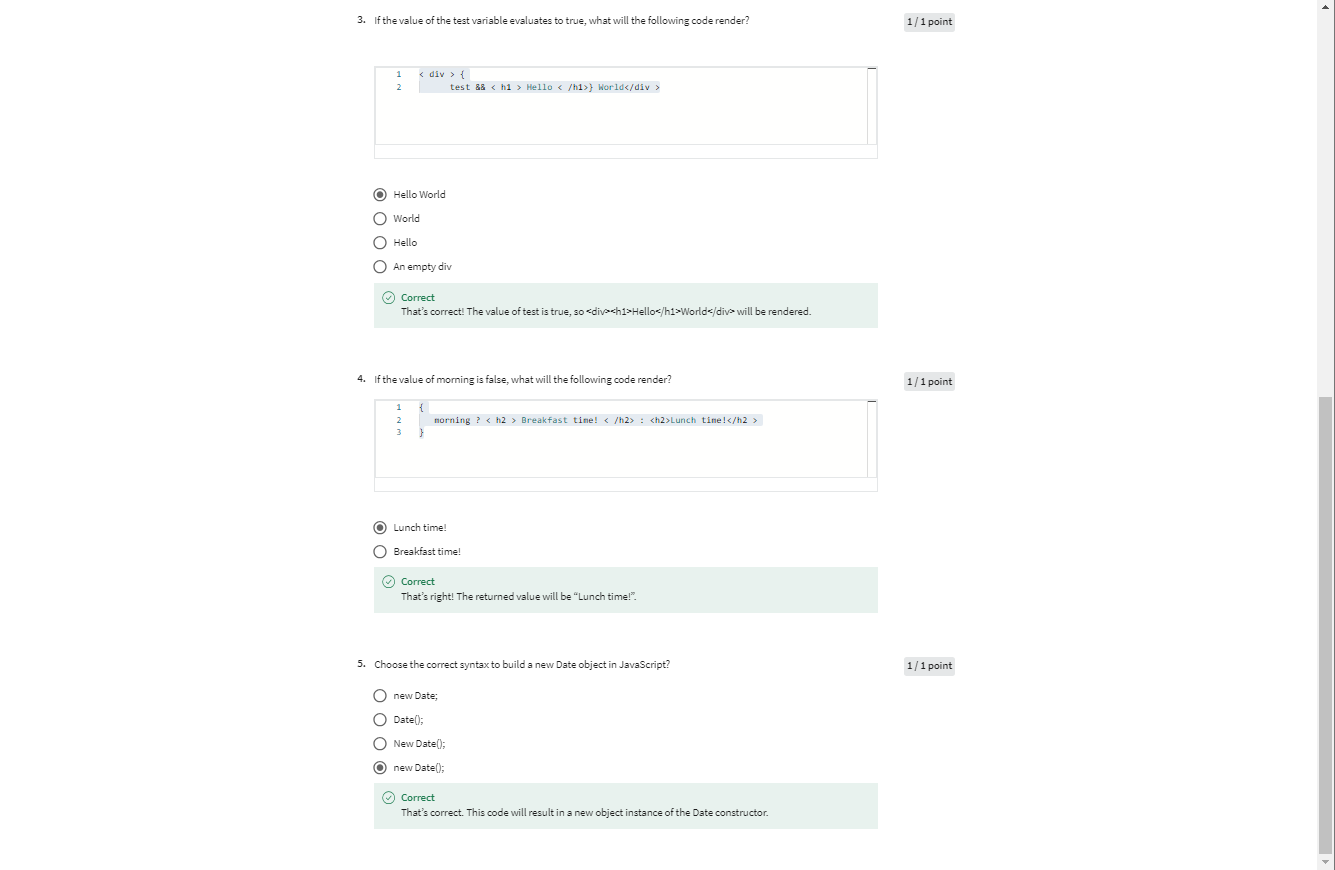 3. If the value of the test variable evaluates to true, what will the following code render?
1 / 1 point
1 < div > {
2 test && < h1 > Hello < /h1>} World</div >
Hello World
World
Hello
An empty div
Correct
That's correct! The value of test is true, so <div><h1>Hello</h1>World</div> will be rendered.
4. If the value of morning is false, what will the following code render?
1 / 1 point
1 {
2 morning ? < h2 > Breakfast time! < /h2> : <h2>Lunch time!</h2 >
3 }
Lunch time!
Breakfast time!
Correct
That's right! The returned value will be “Lunch time!”.
5. Choose the correct syntax to build a new Date object in JavaScript?
1 / 1 point
new Date;
Date();
New Date();
new Date();
Correct
That's correct. This code will result in a new object instance of the Date constructor.